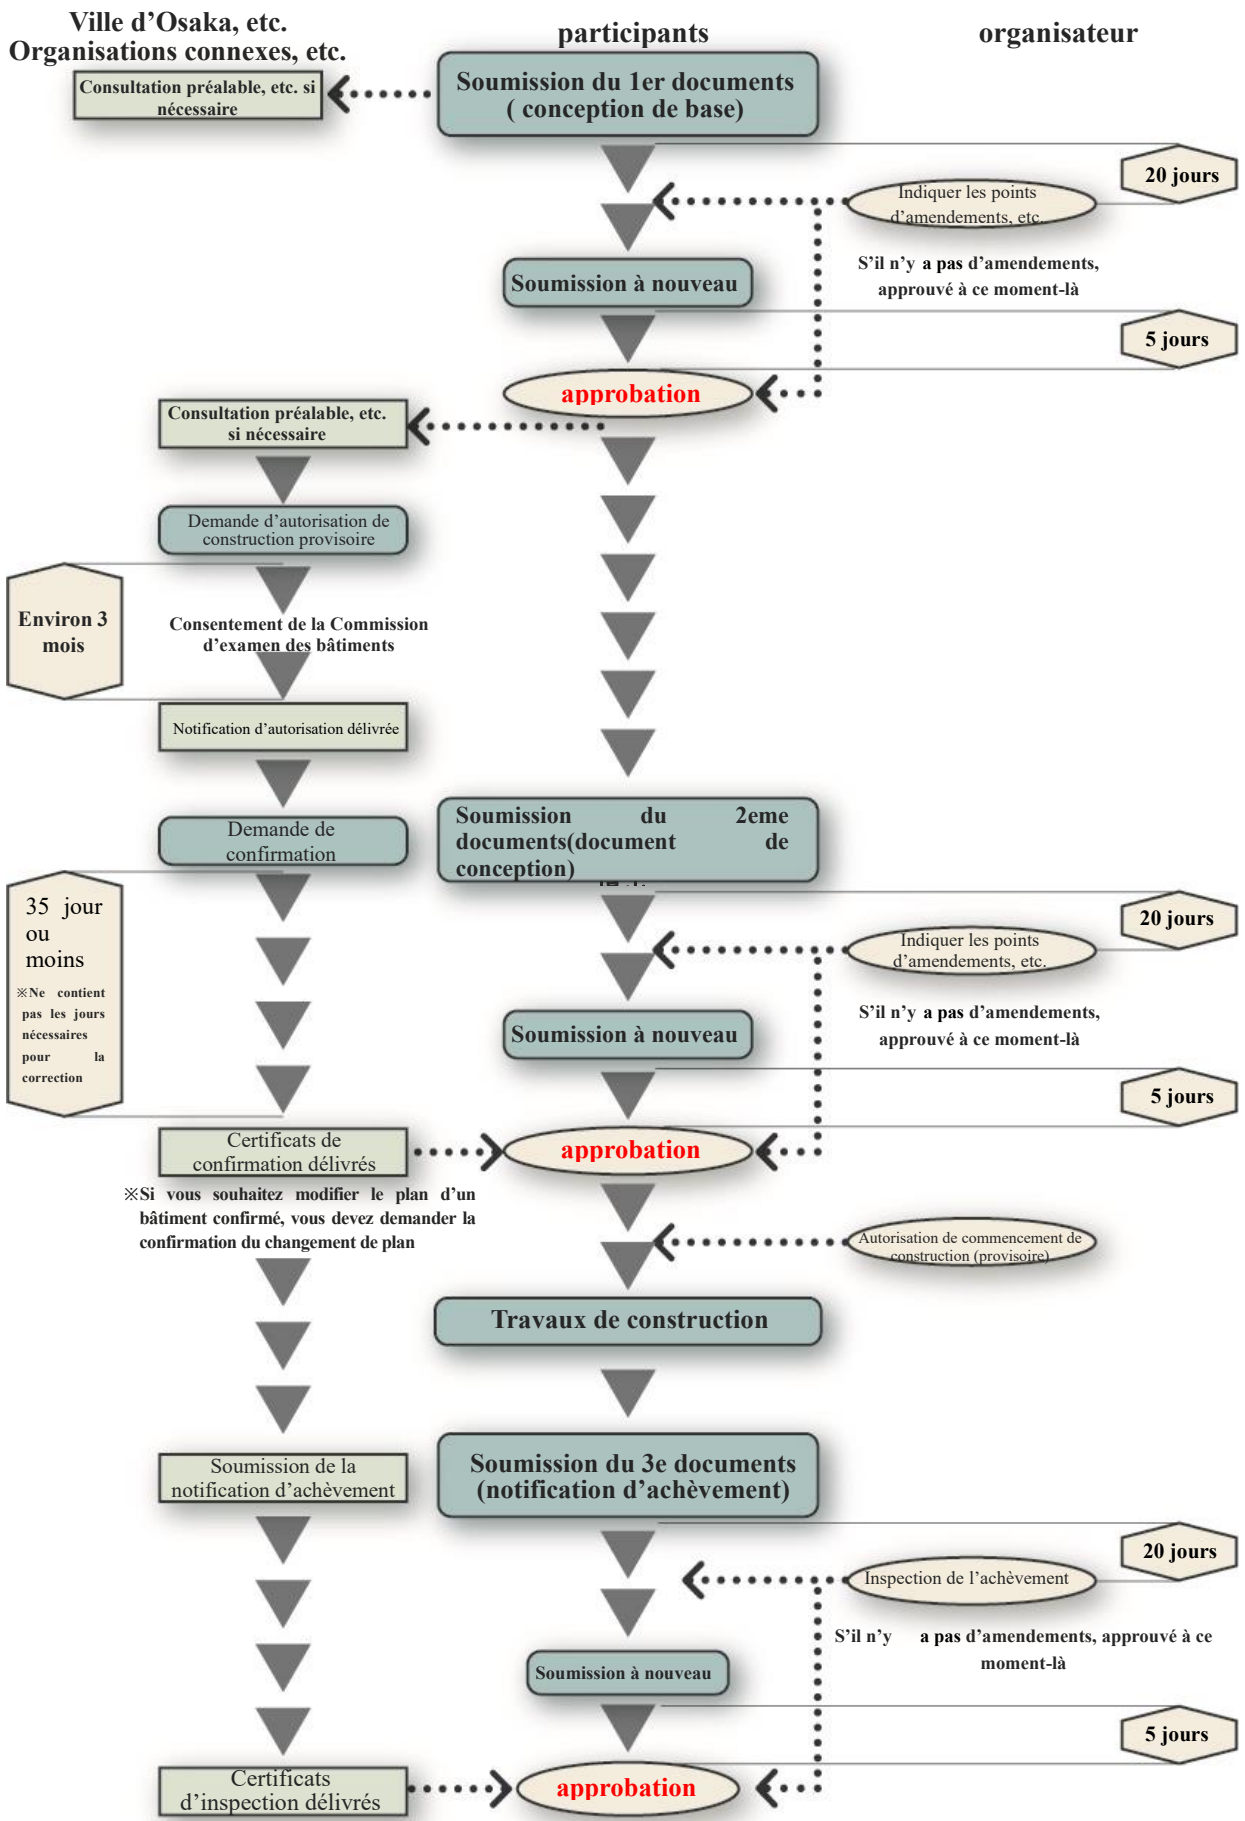 Ville d’Osaka, etc.
Organisations connexes, etc.
participants
organisateur
Consultation préalable, etc. si
nécessaire
Soumission du 1er documents
( conception de base)
20 jours
Indiquer les points
d’amendements, etc.
S’il n’y a pas d’amendements,
approuvé à ce moment-là
Soumission à nouveau
5 jours
approbation
Consultation préalable, etc.
si nécessaire
Demande d’autorisation de
construction provisoire
Environ 3
mois
Consentement de la Commission
d’examen des bâtiments
Notification d’autorisation délivrée
Demande de
confirmation
Soumission du 2eme
documents(document de
conception)
35 jour
ou
moins
※Ne contient
pas les jours
nécessaires
pour la
correction
20 jours
Indiquer les points
d’amendements, etc.
S’il n’y a pas d’amendements,
approuvé à ce moment-là
Soumission à nouveau
5 jours
Certificats de
confirmation délivrés
approbation
※Si vous souhaitez modifier le plan d’un
bâtiment confirmé, vous devez demander la
confirmation du changement de plan
Autorisation de commencement de
construction (provisoire)
Travaux de construction
Soumission de la
notification d’achèvement
Soumission du 3e documents
(notification d’achèvement)
20 jours
Inspection de l’achèvement
S’il n’y a pas d’amendements, approuvé à ce
moment-là
Soumission à nouveau
5 jours
Certificats
d’inspection délivrés
approbation